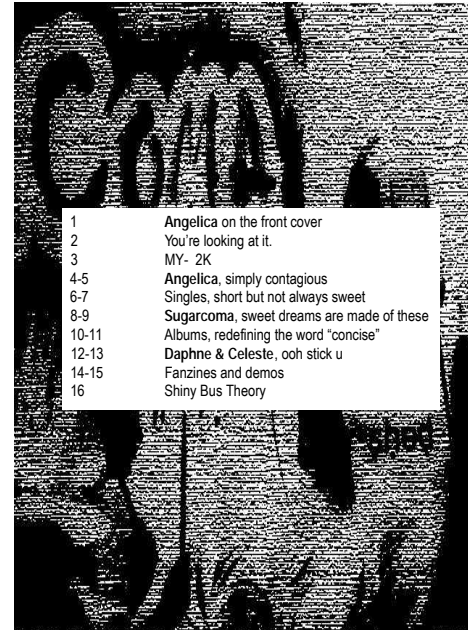 Coma
1 Angelica on the front cover
2 You're looking at it.
3 MY- 2K
4-5 Angelica, simply contagious
6-7 Singles, short but not always sweet
8-9 Sugarcoma, sweet dreams are made of these
10-11 Albums, redefining the word “concise”
12-13 Daphne & Celeste, ooh stick u
14-15 Fanzines and demos
16 Shiny Bus Theory